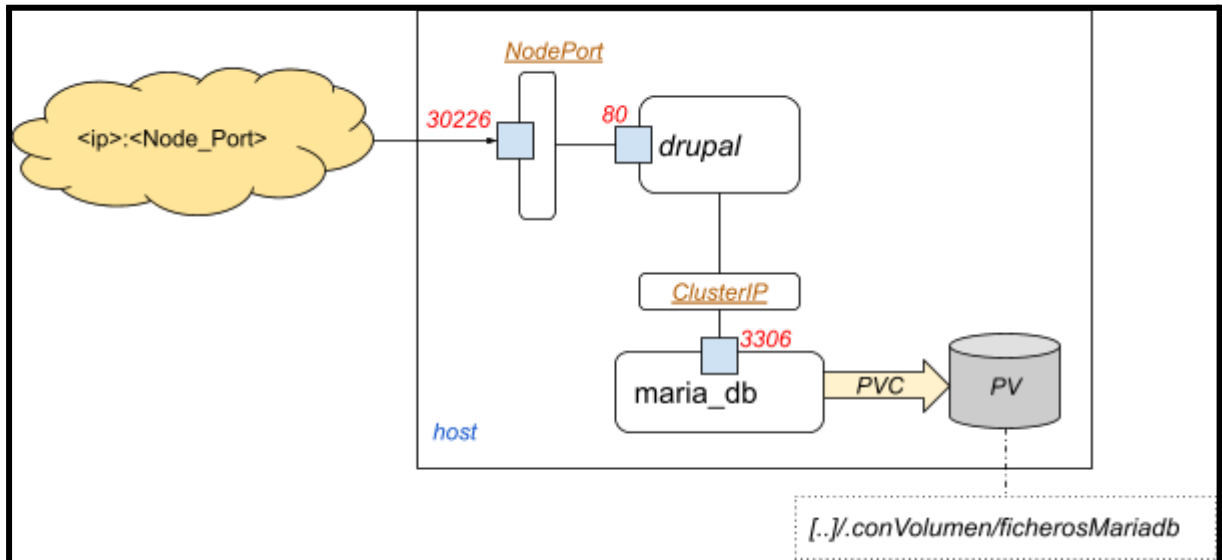 NodePort
<ip>:<Node_Port>
30226
80
drupal
ClusterIP
3306
maria_db
PVC
PV
host
[..]/.conVolumen/ficherosMariadb